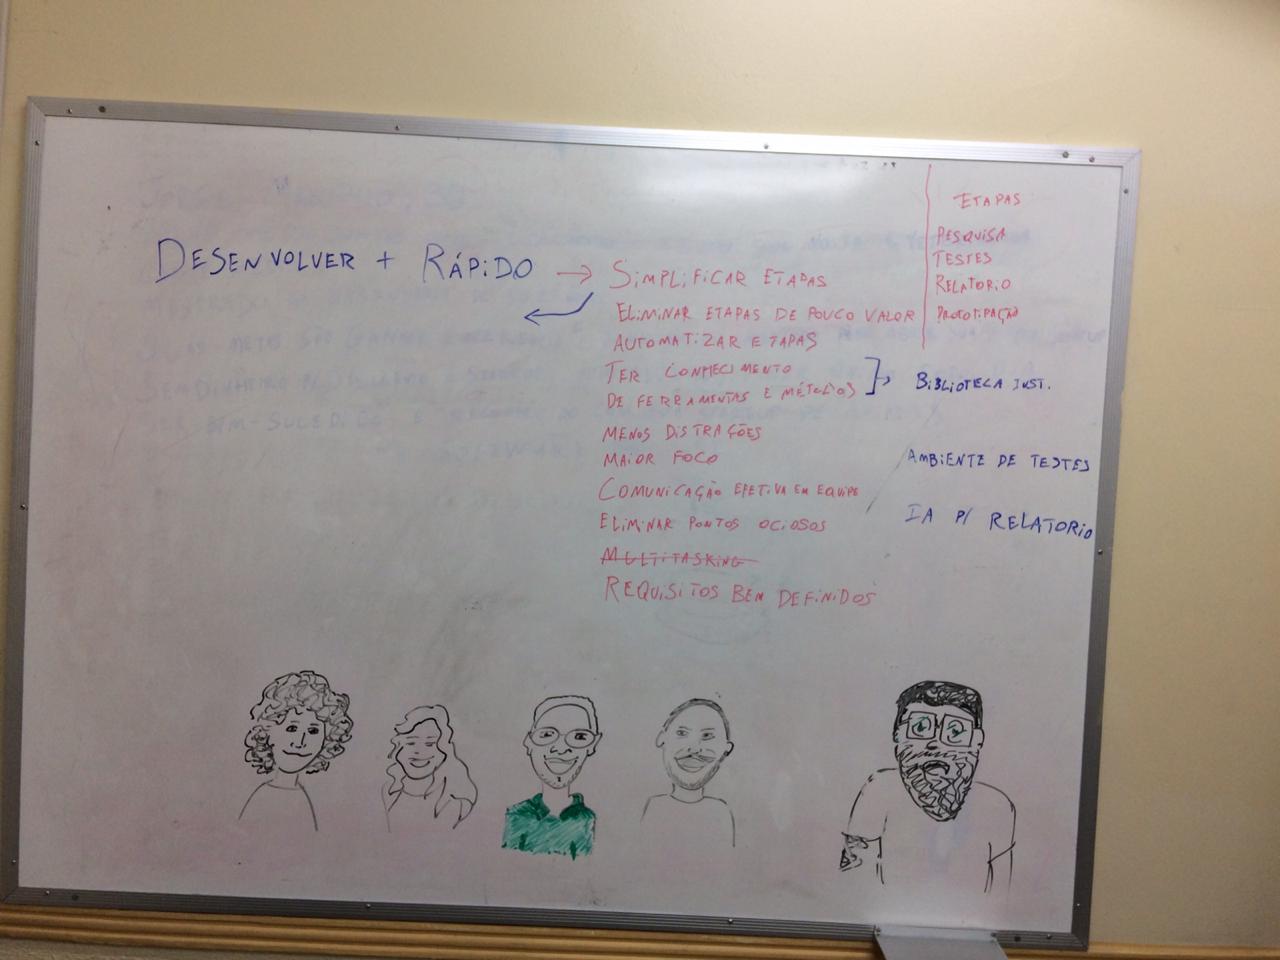 DESENVOLVER + RÁPIDO
SIMPLIFICAR ETAPAS
ELIMINAR ETAPAS DE POUCO VALOR
AUTOMATIZAR ETAPAS
TER CONHECIMENTO
DE FERRAMENTAS E MÉTODOS
MENOS DISTRAÇÕES
MAIOR FOCO
COMUNICAÇÃO EFETIVA EM EQUIPE
ELIMINAR PONTOS OCIOSOS
MULTITASKING
REQUISITOS BEM DEFINIDOS
ETAPAS
PESQUISA
TESTES
RELATORIO
PROTOTIPAÇÃO
BIBLIOTECA INST.
AMBIENTE DE TESTES
IA P/ RELATORIO